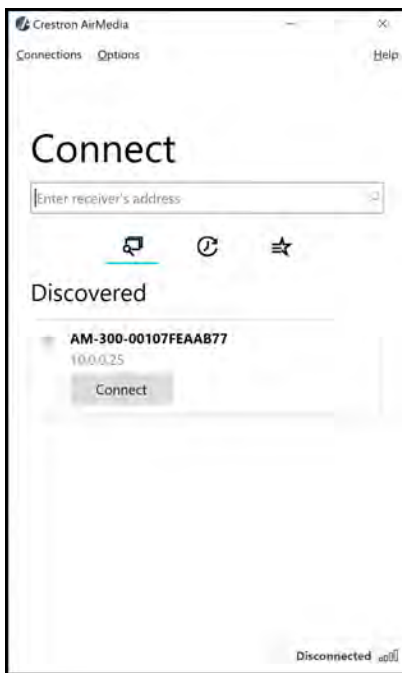 Crestron AirMedia
Connections Options Help
Connect
Enter receiver's address
Discovered
AM-300-00107FEAAB77
10.0.0.25
Connect
Disconnected